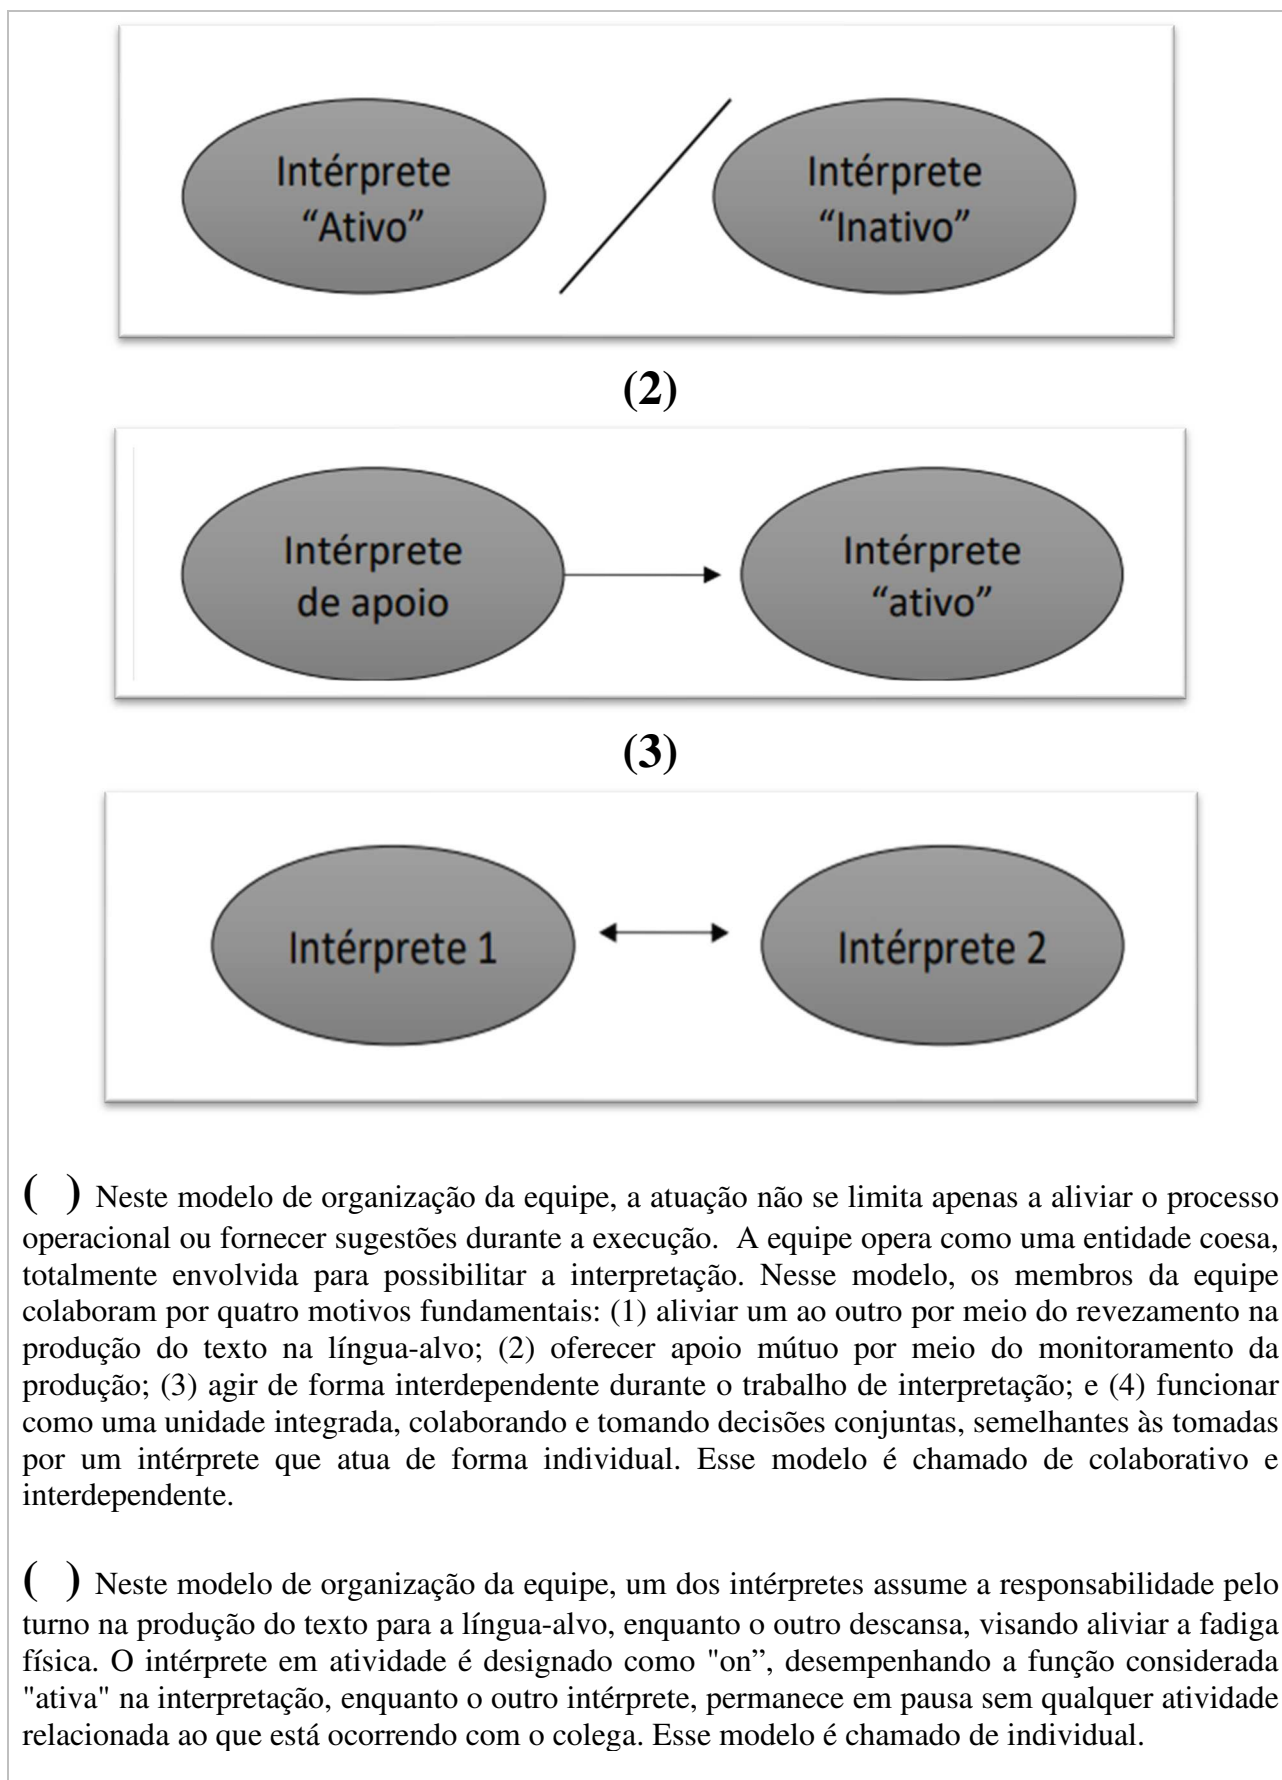 Intérprete
“Ativo”
Intérprete
“Inativo”
(2)
Intérprete
de apoio
Intérprete
“ativo”
(3)
Intérprete 1
Intérprete 2
( ) Neste modelo de organização da equipe, a atuação não se limita apenas a aliviar o processo
operacional ou fornecer sugestões durante a execução. A equipe opera como uma entidade coesa,
totalmente envolvida para possibilitar a interpretação. Nesse modelo, os membros da equipe
colaboram por quatro motivos fundamentais: (1) aliviar um ao outro por meio do revezamento na
produção do texto na língua-alvo; (2) oferecer apoio mútuo por meio do monitoramento da
produção; (3) agir de forma interdependente durante o trabalho de interpretação; e (4) funcionar
como uma unidade integrada, colaborando e tomando decisões conjuntas, semelhantes às tomadas
por um intérprete que atua de forma individual. Esse modelo é chamado de colaborativo e
interdependente.
( ) Neste modelo de organização da equipe, um dos intérpretes assume a responsabilidade pelo
turno na produção do texto para a língua-alvo, enquanto o outro descansa, visando aliviar a fadiga
física. O intérprete em atividade é designado como "on”, desempenhando a função considerada
"ativa" na interpretação, enquanto o outro intérprete, permanece em pausa sem qualquer atividade
relacionada ao que está ocorrendo com o colega. Esse modelo é chamado de individual.